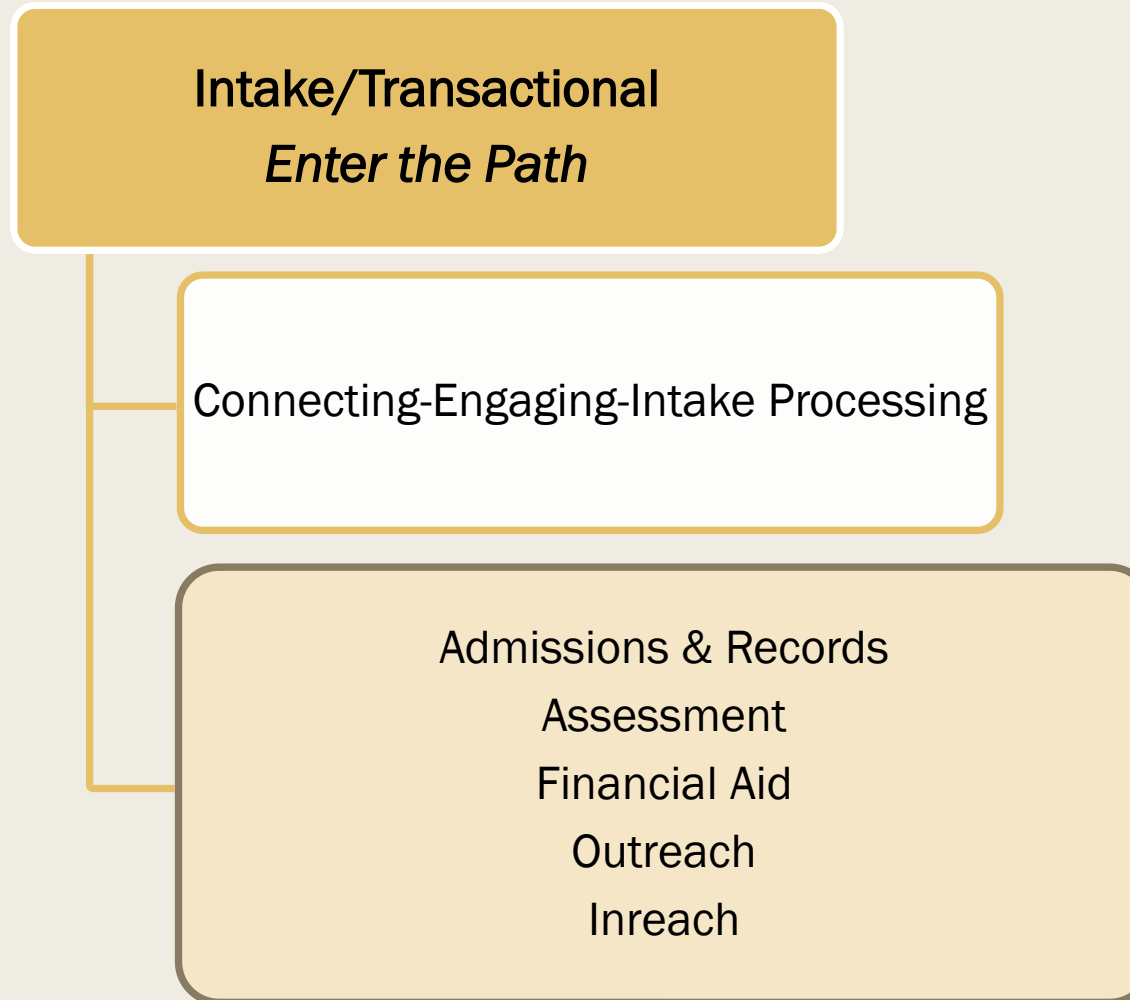 Intake/Transactional
Enter the Path
Connecting-Engaging-Intake Processing
Admissions & Records
Assessment
Financial Aid
Outreach
Inreach